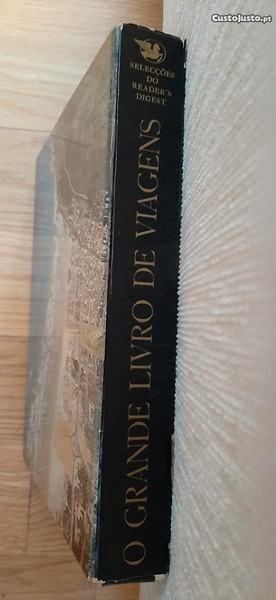 CustoJusto.pt
SELECÇÕES
DO
READER'S
DIGEST
O GRANDE LIVRO DE VIAGENS